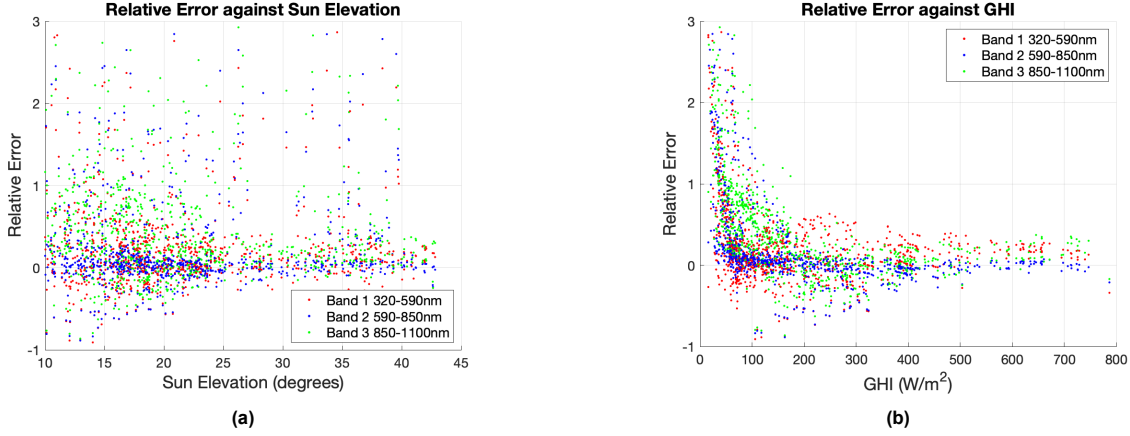 Relative Error against Sun Elevation
3
2
1
0
-1
Relative Error
10 15 20 25 30 35 40 45
Sun Elevation (degrees)
Band 1 320-590nm
Band 2 590-850nm
Band 3 850-1100nm
(a)
Relative Error against GHI
3
2
1
0
-1
Relative Error
0 100 200 300 400 500 600 700 800
GHI (W/m²)
Band 1 320-590nm
Band 2 590-850nm
Band 3 850-1100nm
(b)